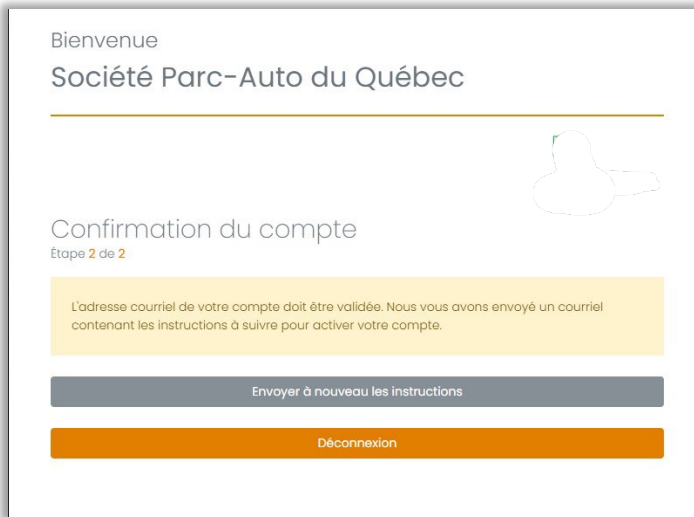 Bienvenue
Société Parc-Auto du Québec
Confirmation du compte
Étape 2 de 2
L'adresse courriel de votre compte doit être validée. Nous vous avons envoyé un courriel
contenant les instructions à suivre pour activer votre compte.
Envoyer à nouveau les instructions
Déconnexion